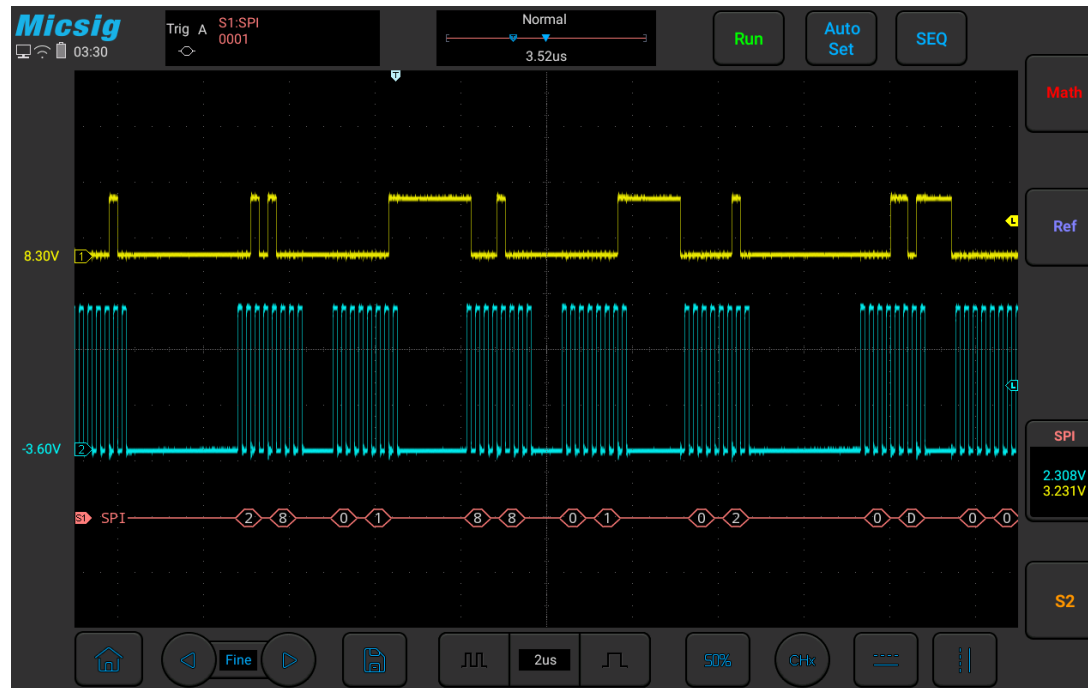 Micsig
03:30
Trig A S1:SPI
0001
Normal
3.52us
Run
Auto
Set
SEQ
T
Math
Ref
L
8.30V 1
L
-3.60V 2
SPI
2.308V
3.231V
S1 SPI 2 8 0 1 8 8 0 1 0 2 0 D 0 0
S2
Fine
2us
50%
CHx